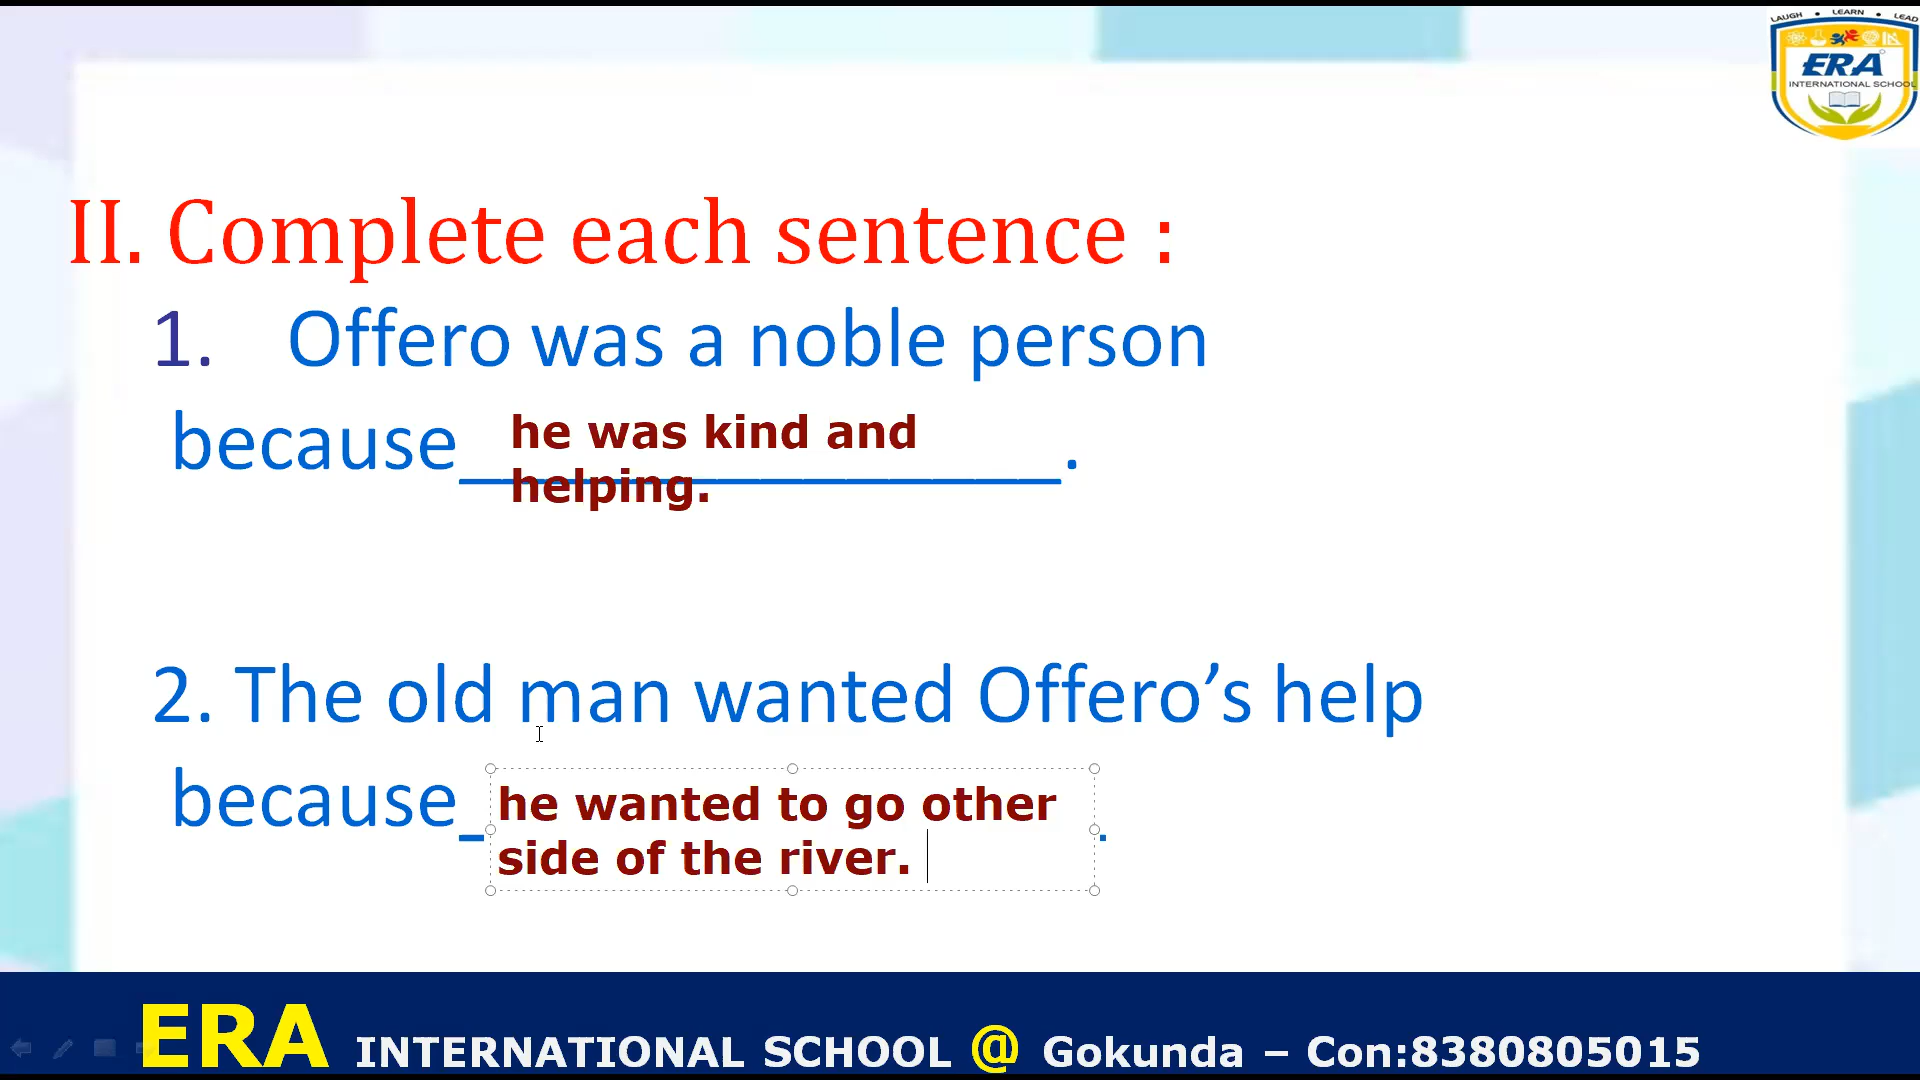 LAUGH • LEARN • LEAD
ERA
INTERNATIONAL SCHOOL
II. Complete each sentence :
1. Offero was a noble person
because______________.
he was kind and
helping.
2. The old man wanted Offero’s help
because_ .
he wanted to go other
side of the river.
ERA INTERNATIONAL SCHOOL @ Gokunda – Con:8380805015